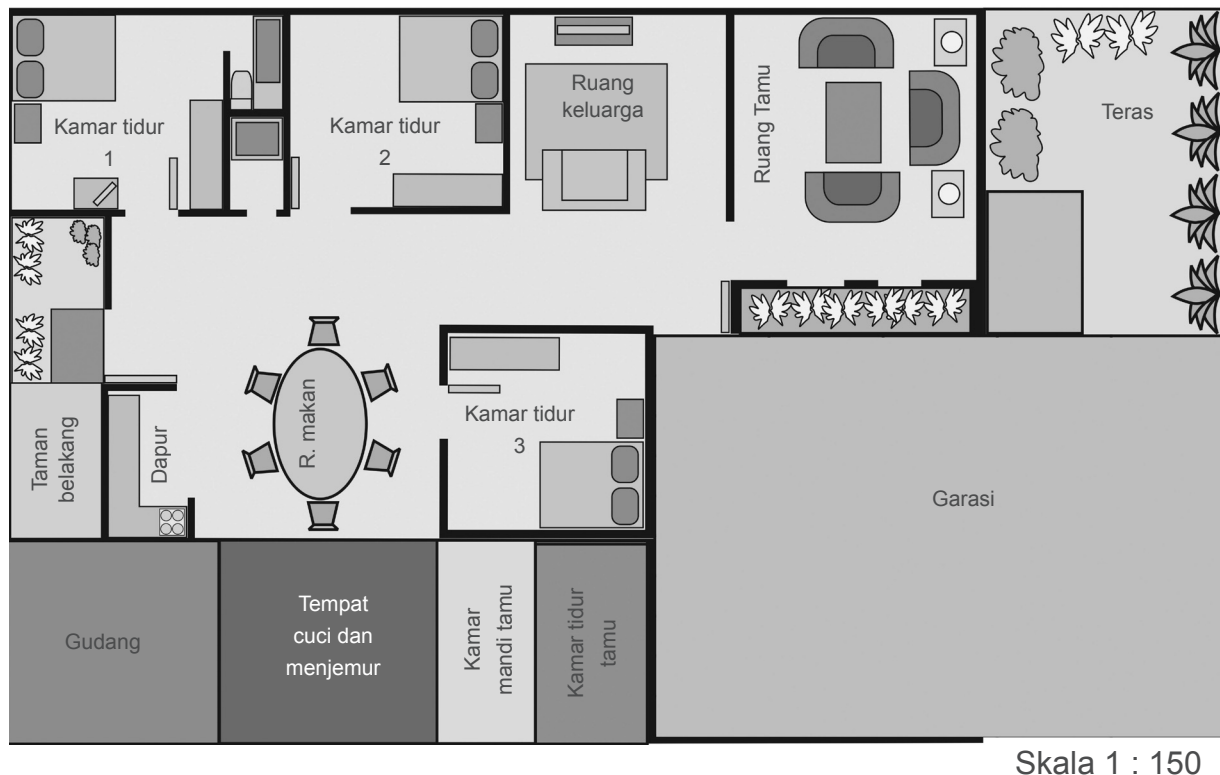 Kamar tidur
1
Kamar tidur
2
Ruang
keluarga
Ruang Tamu
Teras
Taman
belakang
Dapur
R. makan
Kamar tidur
3
Garasi
Gudang
Tempat
cuci dan
menjemur
Kamar
mandi tamu
Kamar tidur
tamu
Skala 1 : 150